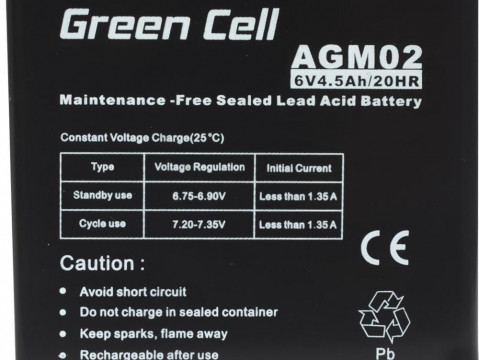 Green Cell
AGM02
6V4.5Ah/20HR
Maintenance -Free Sealed Lead Acid Battery
Constant Voltage Charge(25°C)
Type Voltage Regulation Initial Current
Standby use 6.75-6.90V Less than 1.35A
Cycle use 7.20-7.35V Less than 1.35A
CE
Caution :
• Avoid short circuit
• Do not charge in sealed container
• Keep sparks, flame away
• Rechargeable after use
Pb